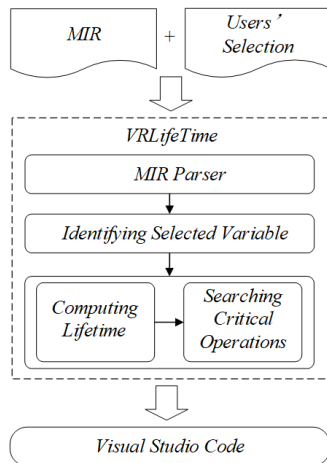 MIR
+
Users'
Selection
VRLifeTime
MIR Parser
Identifying Selected Variable
Computing
Lifetime
Searching
Critical
Operations
Visual Studio Code